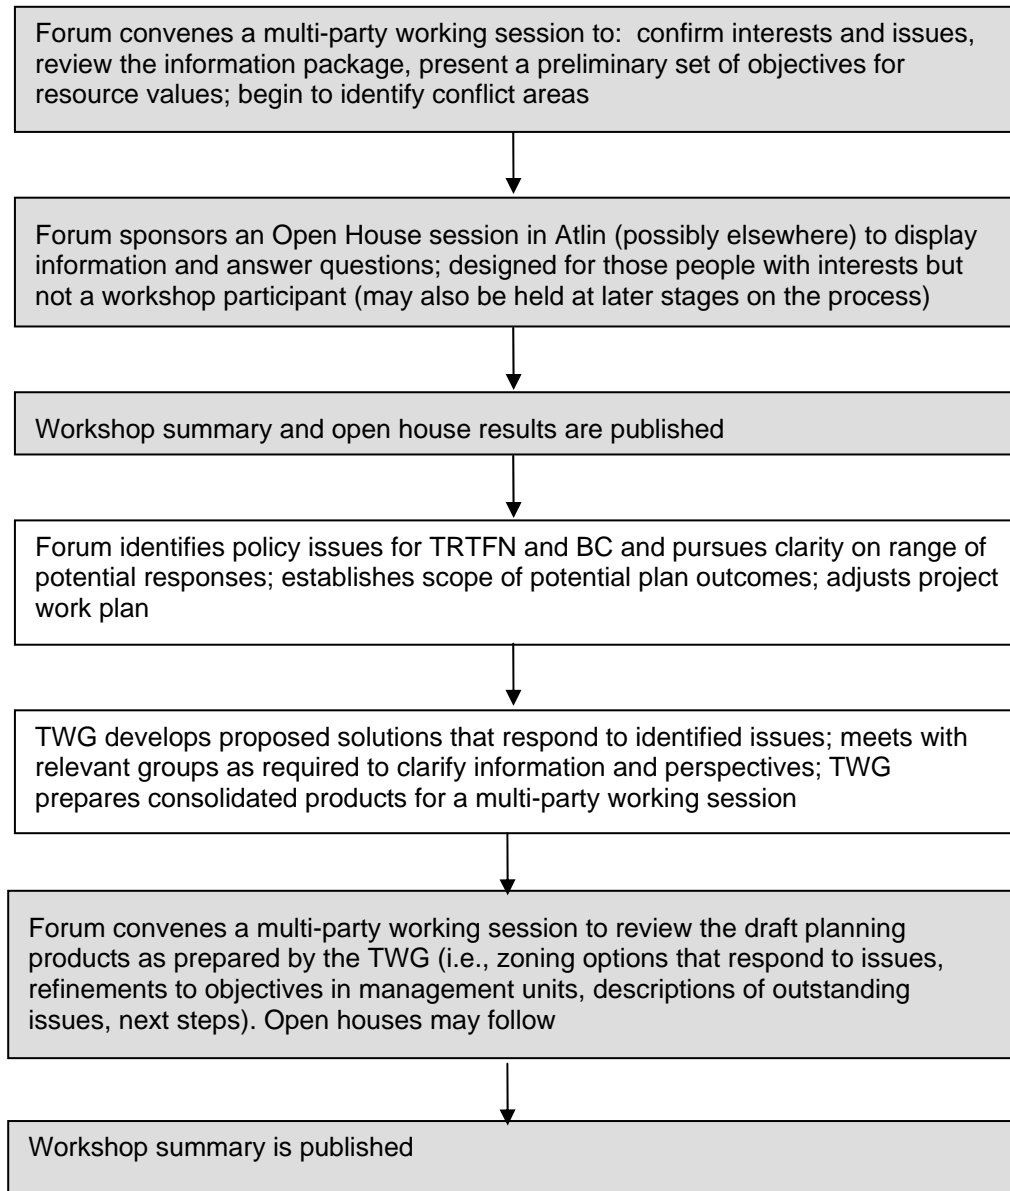 Forum convenes a multi-party working session to:  confirm interests and issues,
review the information package, present a preliminary set of objectives for
resource values; begin to identify conflict areas
Forum sponsors an Open House session in Atlin (possibly elsewhere) to display
information and answer questions; designed for those people with interests but
not a workshop participant (may also be held at later stages on the process)
Workshop summary and open house results are published
Forum identifies policy issues for TRTFN and BC and pursues clarity on range of
potential responses; establishes scope of potential plan outcomes; adjusts project
work plan
TWG develops proposed solutions that respond to identified issues; meets with
relevant groups as required to clarify information and perspectives; TWG
prepares consolidated products for a multi-party working session
Forum convenes a multi-party working session to review the draft planning
products as prepared by the TWG (i.e., zoning options that respond to issues,
refinements to objectives in management units, descriptions of outstanding
issues, next steps). Open houses may follow
Workshop summary is published